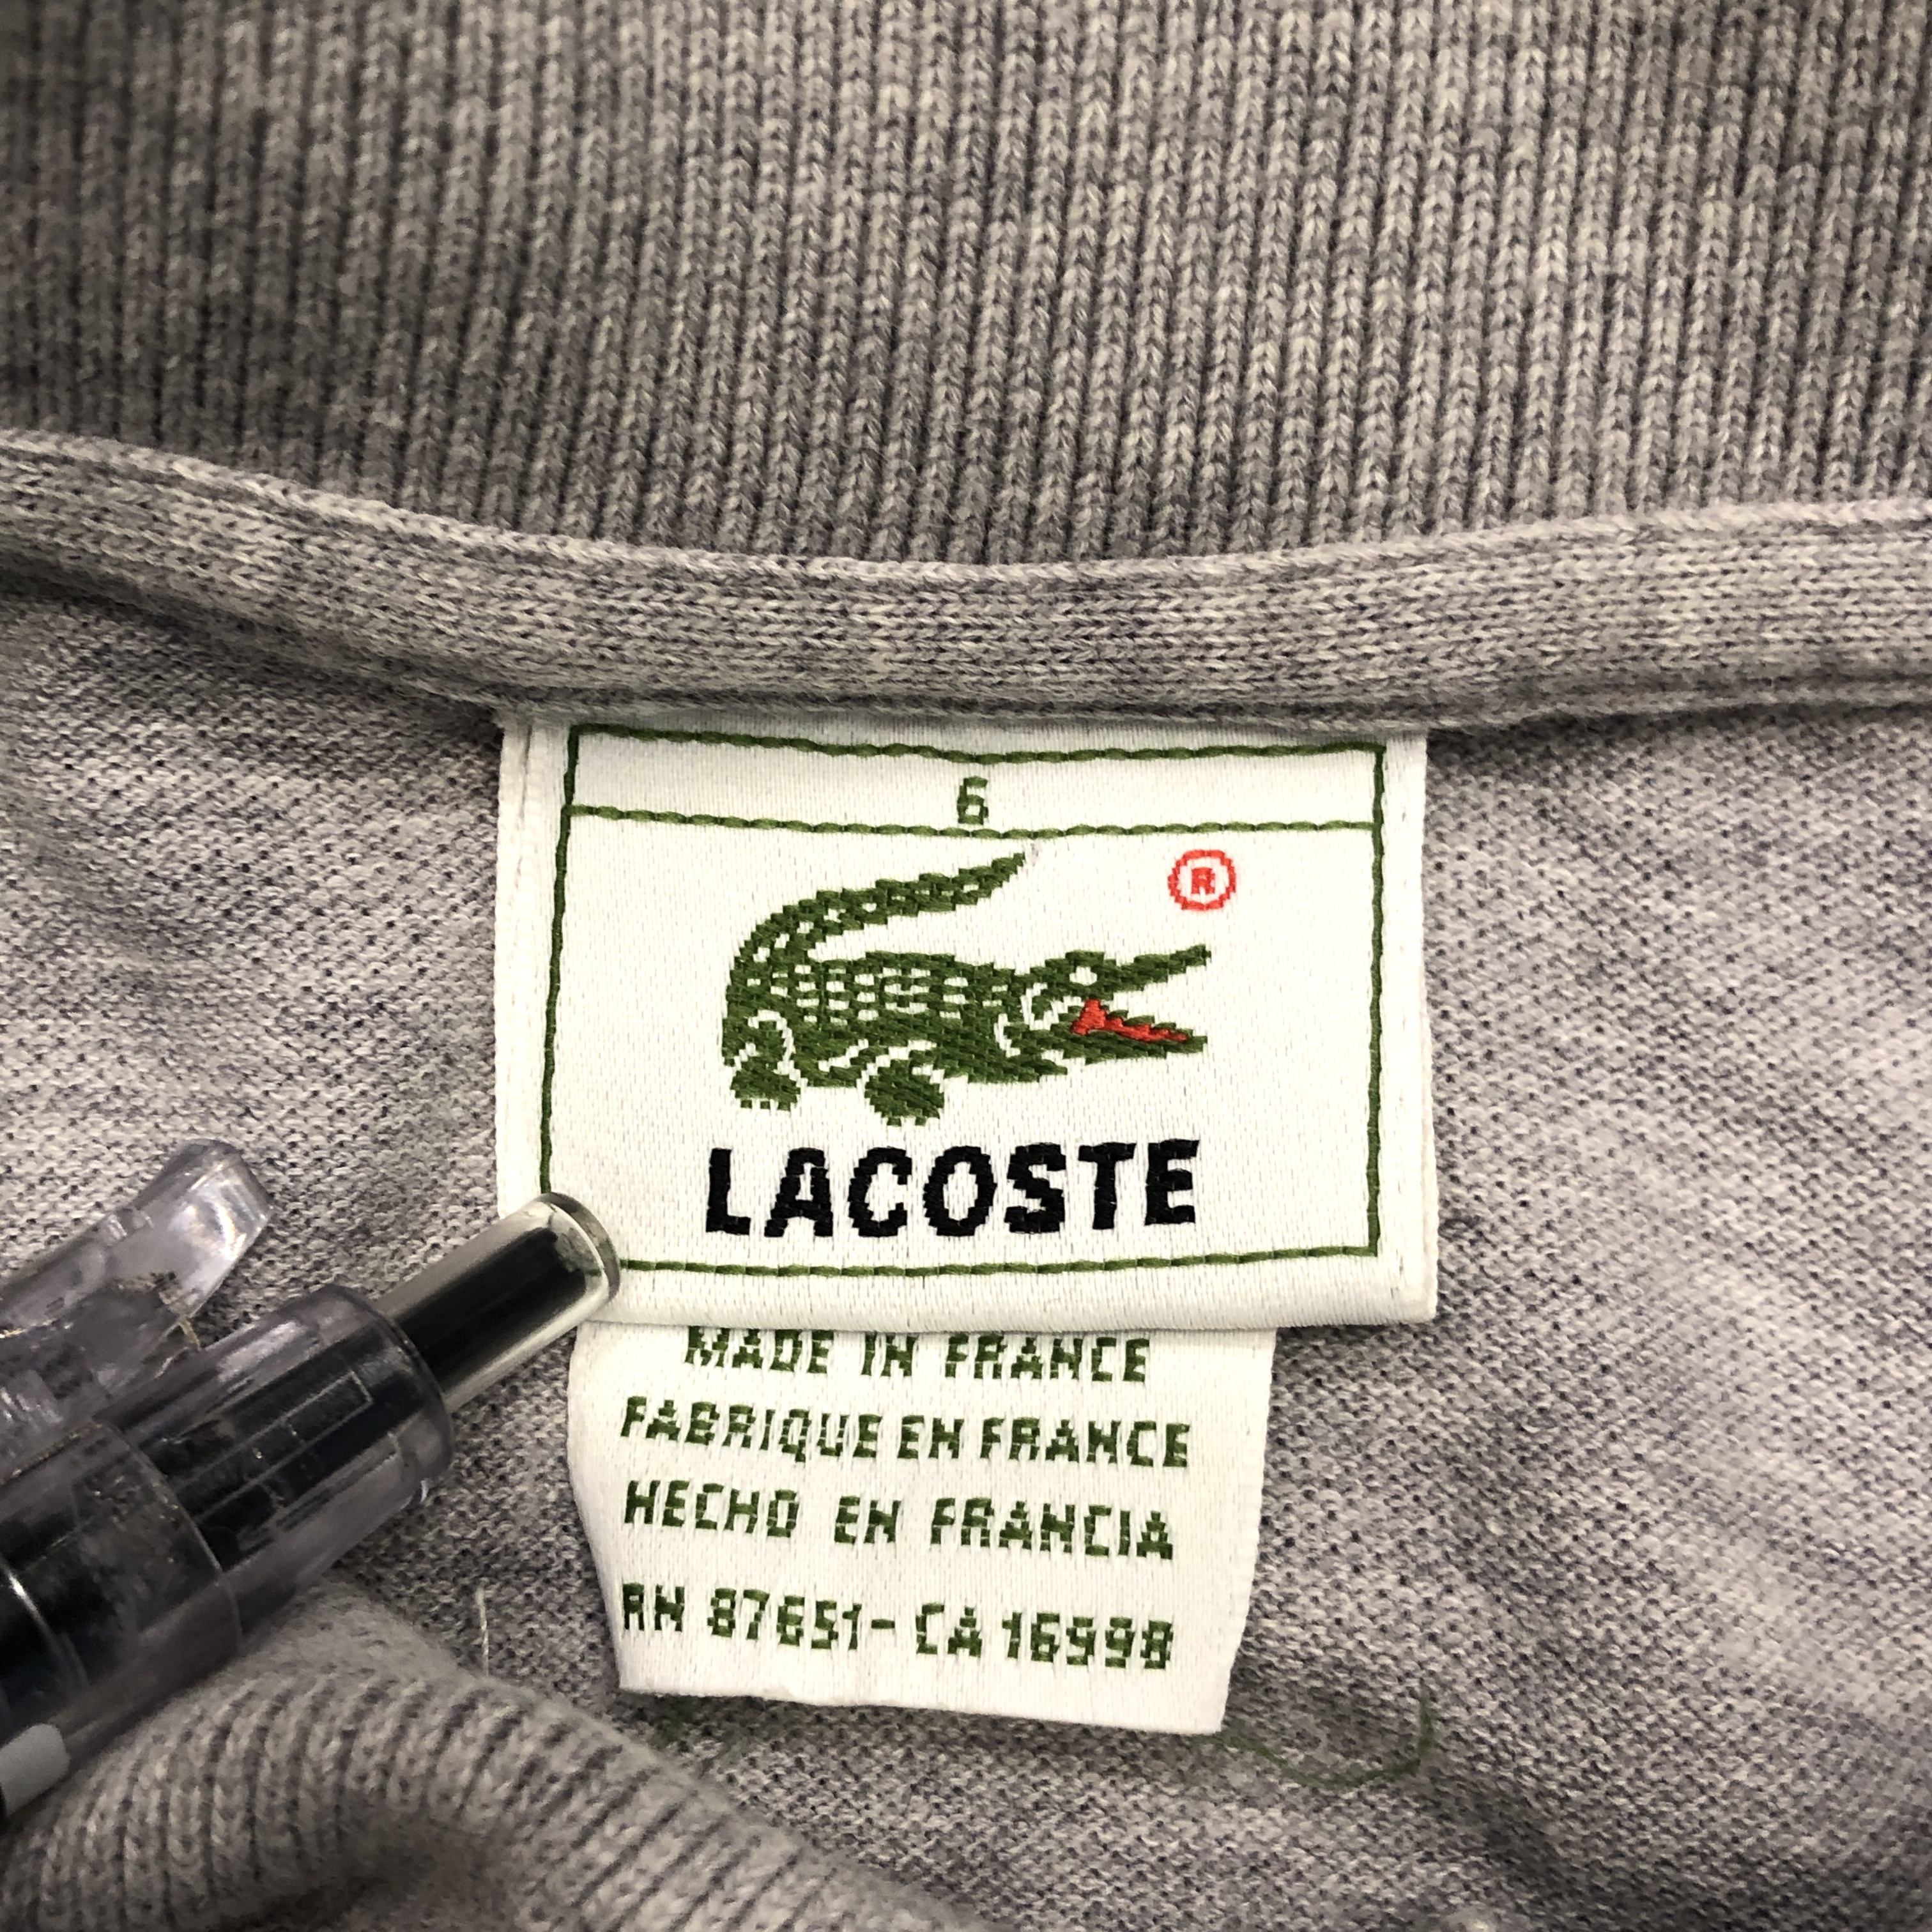 6
®
LACOSTE
MADE IN FRANCE
FABRIQUE EN FRANCE
HECHO EN FRANCIA
RN 87651- CA 16998